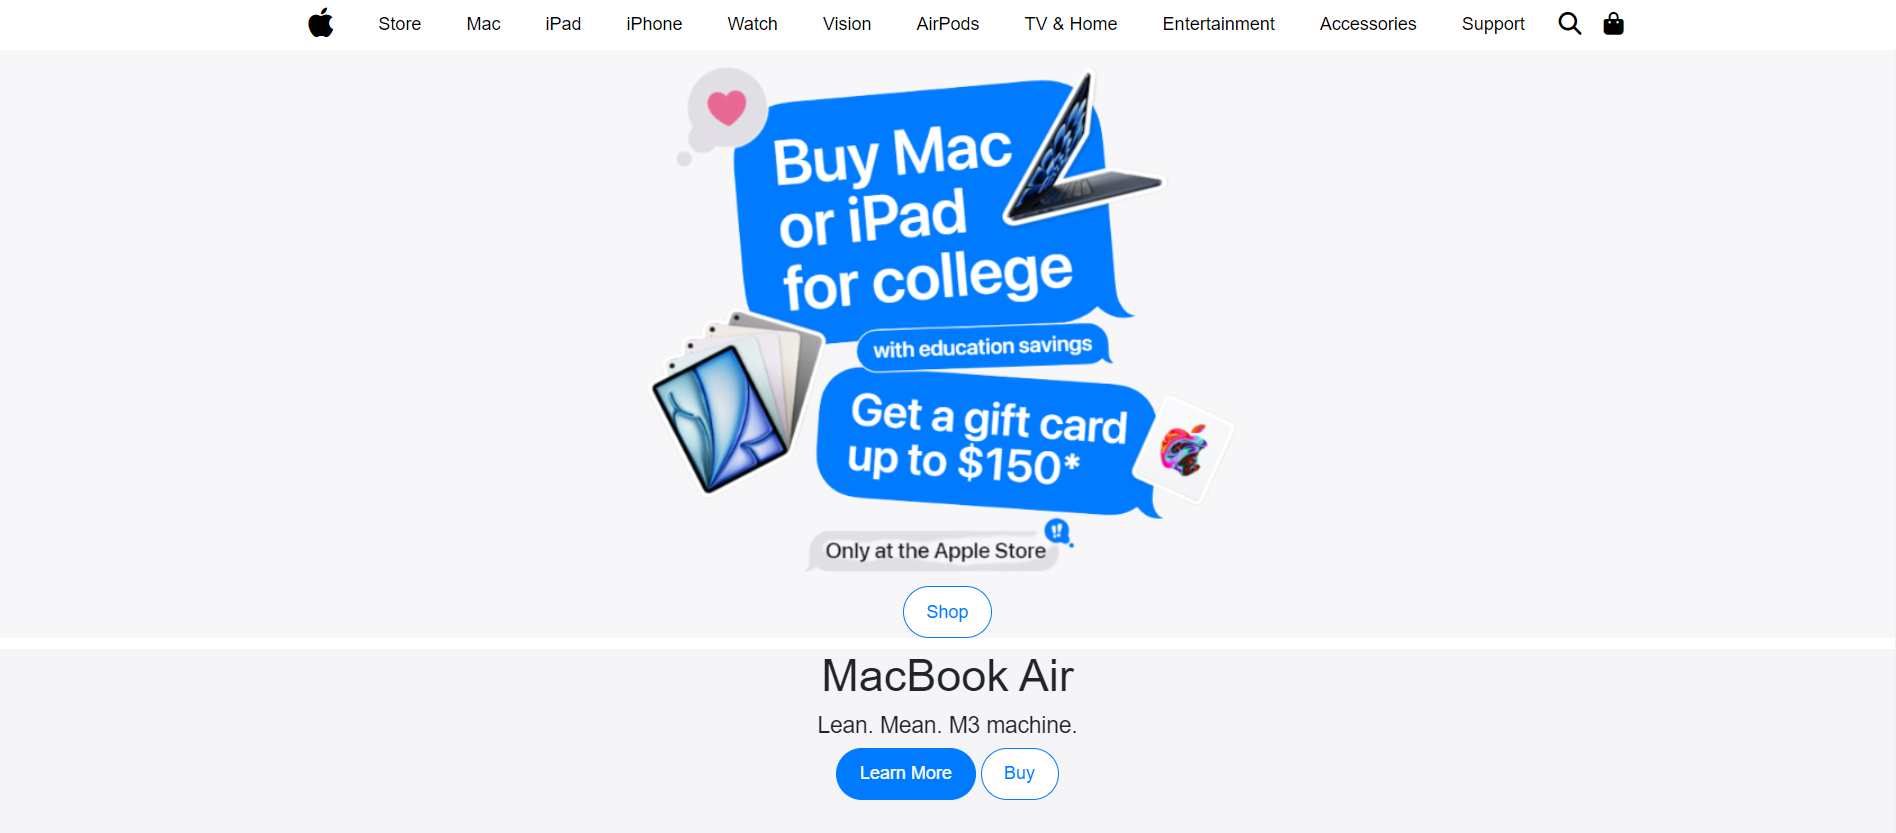 Store Mac iPad iPhone Watch Vision AirPods TV & Home Entertainment Accessories Support
Buy Mac
or iPad
for college
with education savings
Get a gift card
up to $150*
!!
Only at the Apple Store
Shop
MacBook Air
Lean. Mean. M3 machine.
Learn More Buy